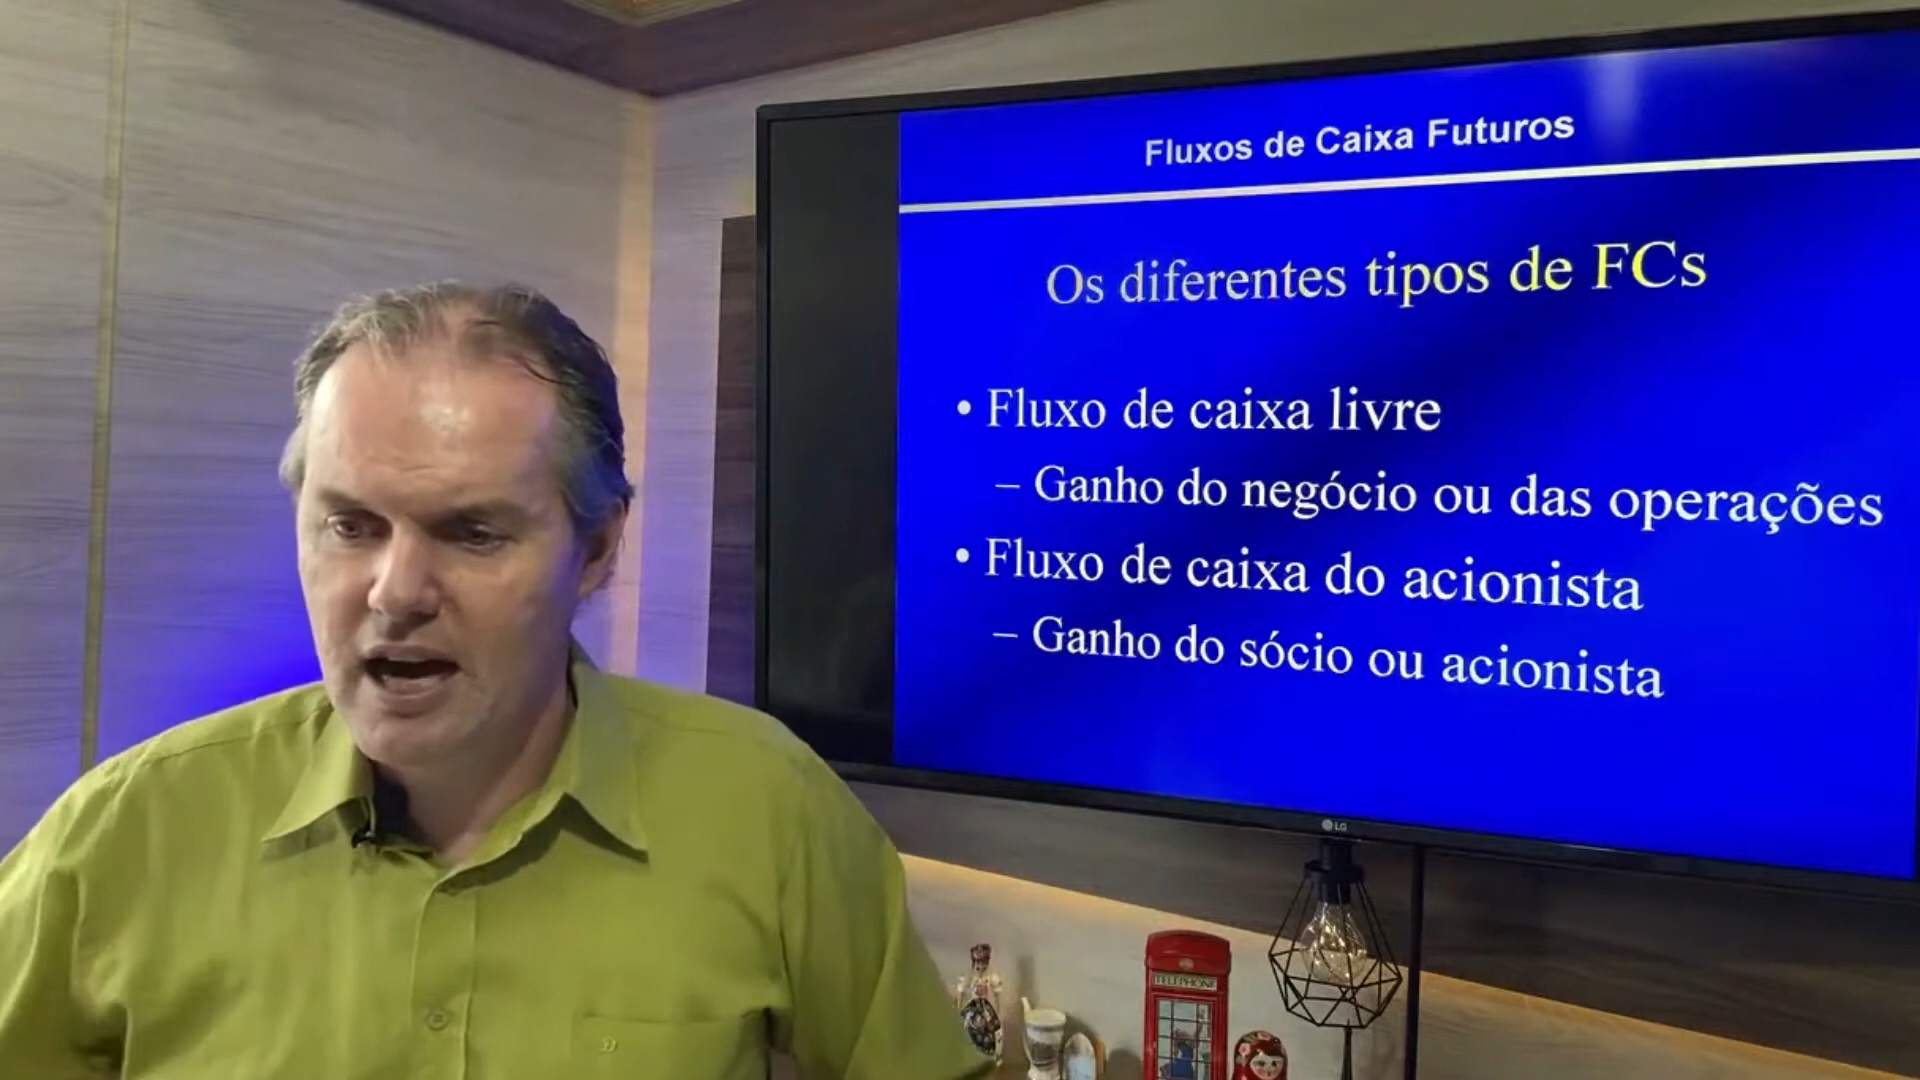 Fluxos de Caixa Futuros
Os diferentes tipos de FCs
• Fluxo de caixa livre
– Ganho do negócio ou das operações
• Fluxo de caixa do acionista
– Ganho do sócio ou acionista
LG
TELEPHONE